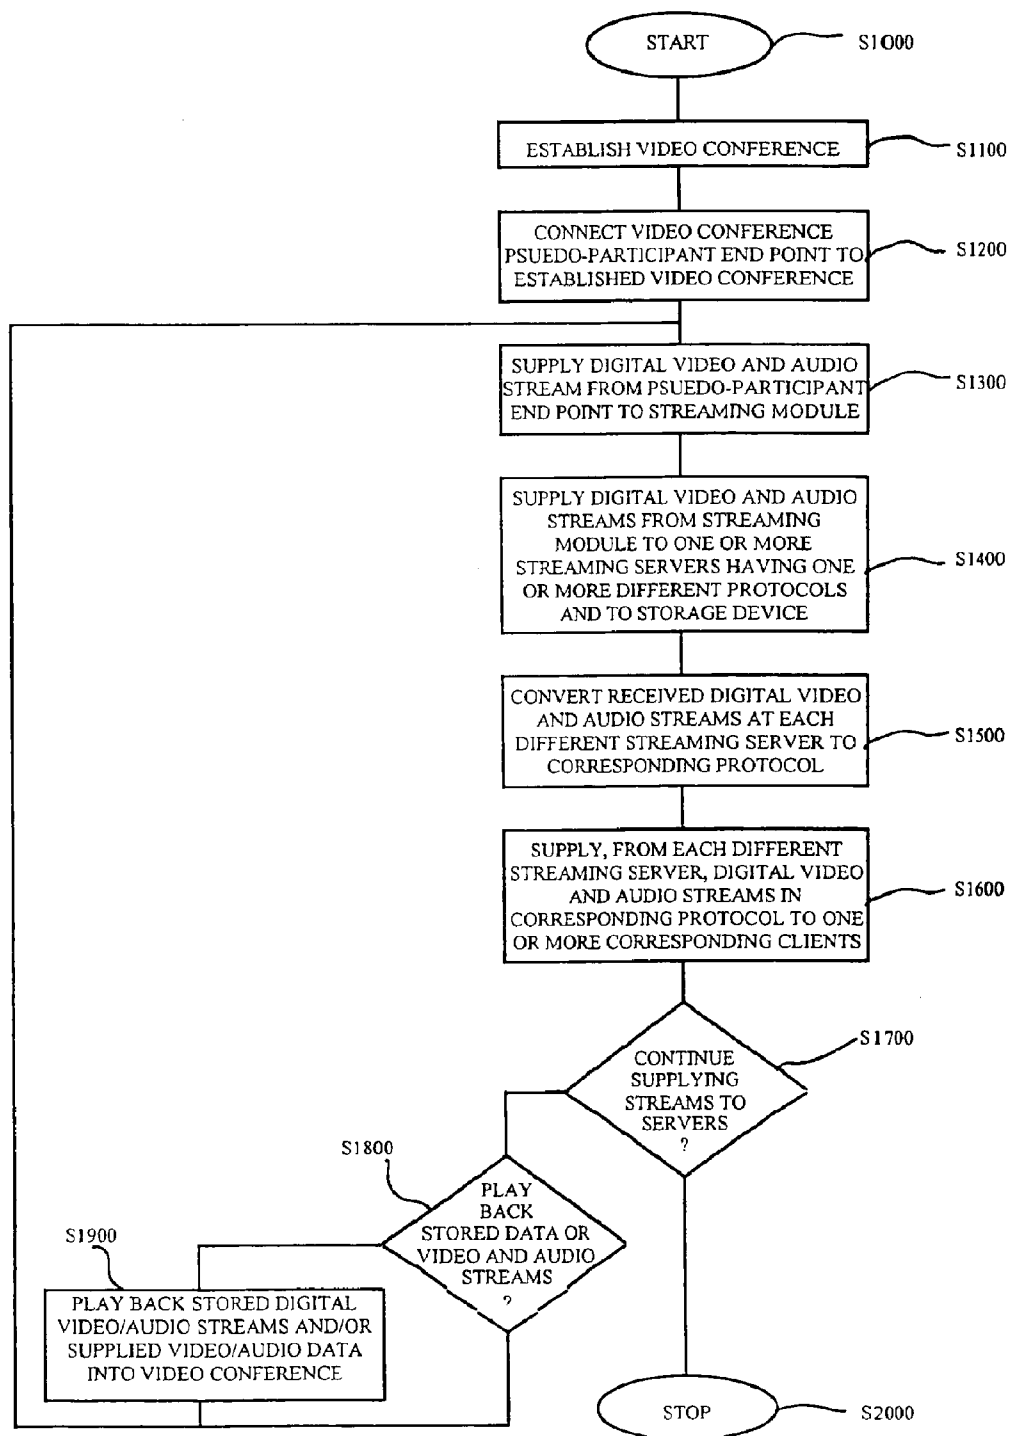 START
S1000
ESTABLISH VIDEO CONFERENCE
S1100
CONNECT VIDEO CONFERENCE
PSUEDO-PARTICIPANT END POINT TO
ESTABLISHED VIDEO CONFERENCE
S1200
SUPPLY DIGITAL VIDEO AND AUDIO
STREAM FROM PSUEDO-PARTICIPANT
END POINT TO STREAMING MODULE
S1300
SUPPLY DIGITAL VIDEO AND AUDIO
STREAMS FROM STREAMING
MODULE TO ONE OR MORE
STREAMING SERVERS HAVING ONE
OR MORE DIFFERENT PROTOCOLS
AND TO STORAGE DEVICE
S1400
CONVERT RECEIVED DIGITAL VIDEO
AND AUDIO STREAMS AT EACH
DIFFERENT STREAMING SERVER TO
CORRESPONDING PROTOCOL
S1500
SUPPLY, FROM EACH DIFFERENT
STREAMING SERVER, DIGITAL VIDEO
AND AUDIO STREAMS IN
CORRESPONDING PROTOCOL TO ONE
OR MORE CORRESPONDING CLIENTS
S1600
CONTINUE
SUPPLYING
STREAMS TO
SERVERS
?
S1700
S1800
PLAY
BACK
STORED DATA OR
VIDEO AND AUDIO
STREAMS
?
S1900
PLAY BACK STORED DIGITAL
VIDEO/AUDIO STREAMS AND/OR
SUPPLIED VIDEO/AUDIO DATA
INTO VIDEO CONFERENCE
STOP
S2000